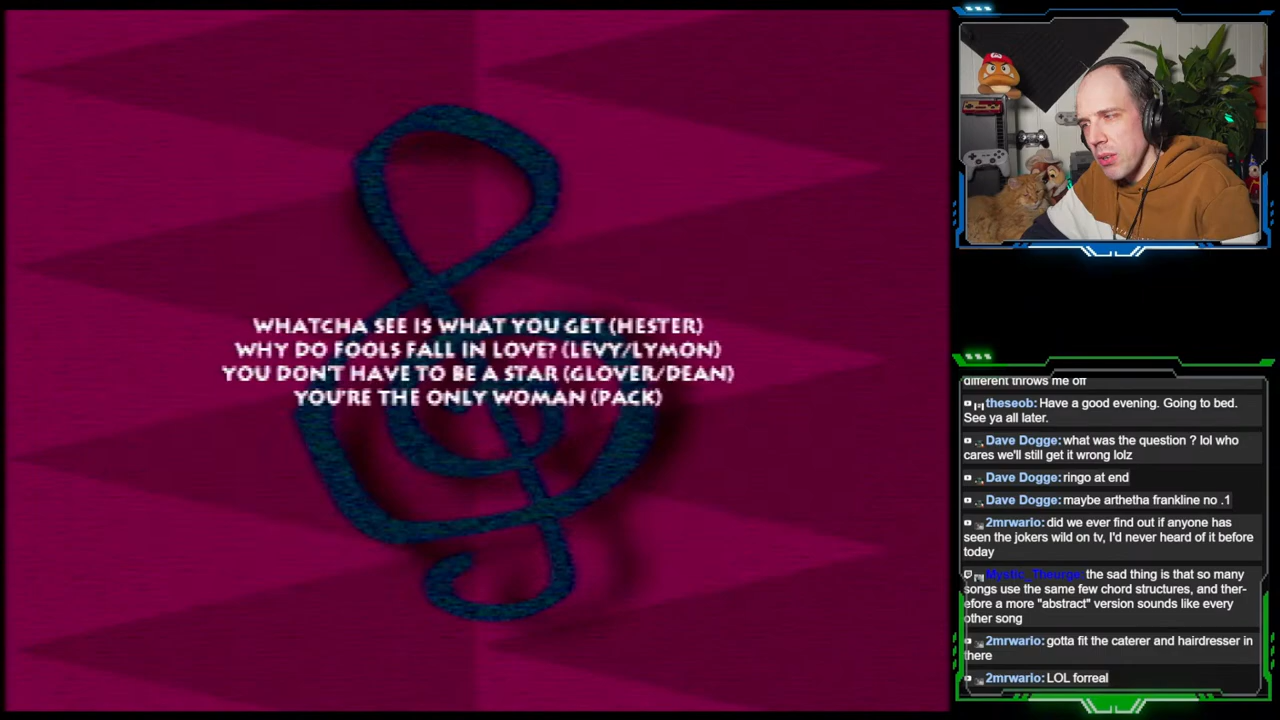 WHATCHA SEE IS WHAT YOU GET (HESTER)
WHY DO FOOLS FALL IN LOVE? (LEVY/LYMON)
YOU DON'T HAVE TO BE A STAR (GLOVER/DEAN)
YOU'RE THE ONLY WOMAN (PACK)
different throws me off
theseob: Have a good evening. Going to bed.
See ya all later.
Dave Dogge: what was the question ? lol who
cares we'll still get it wrong lolz
Dave Dogge: ringo at end
Dave Dogge: maybe arthetha frankline no .1
2mrwario: did we ever find out if anyone has
seen the jokers wild on tv, I'd never heard of it before
today
Mystic_Theurge: the sad thing is that so many
songs use the same few chord structures, and ther-
efore a more "abstract" version sounds like every
other song
2mrwario: gotta fit the caterer and hairdresser in
there
2mrwario: LOL forreal